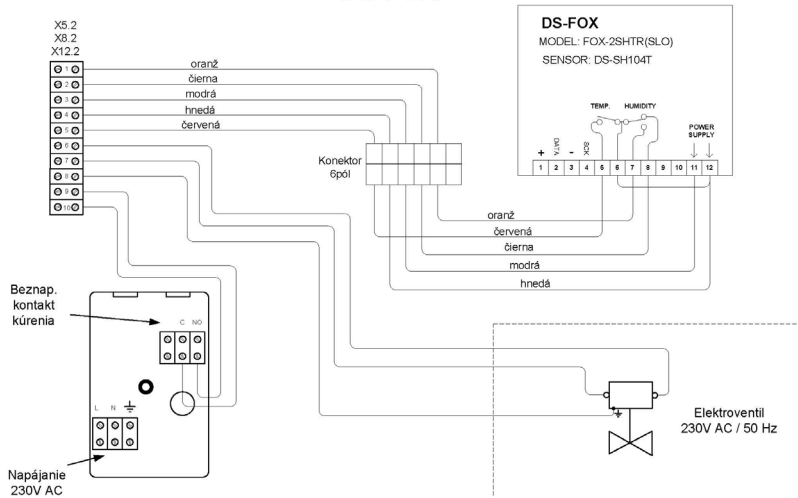 X5.2
X8.2
X12.2
1
2
3
4
5
6
7
8
9
10
oranž
čierna
modrá
hnedá
červená
DS-FOX
MODEL: FOX-2SHTR(SLO)
SENSOR: DS-SH104T
TEMP. HUMIDITY
POWER
SUPPLY
+ DATA - SCK
1 2 3 4 5 6 7 8 9 10 11 12
Konektor
6pól
oranž
červená
čierna
modrá
hnedá
Beznap.
kontakt
kúrenia
C NO
L N
Napájanie
230V AC
Elektroventil
230V AC / 50 Hz